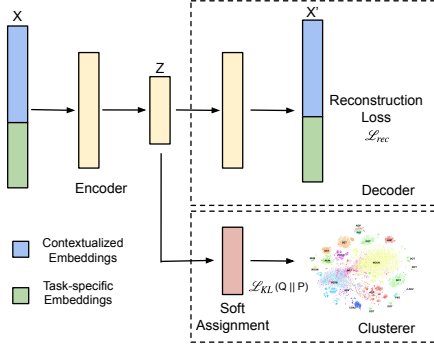 X
X'
Z
Reconstruction
Loss
ℒrec
Encoder
Decoder
Contextualized
Embeddings
Task-specific
Embeddings
Soft
Assignment
ℒKL (Q || P)
Clusterer